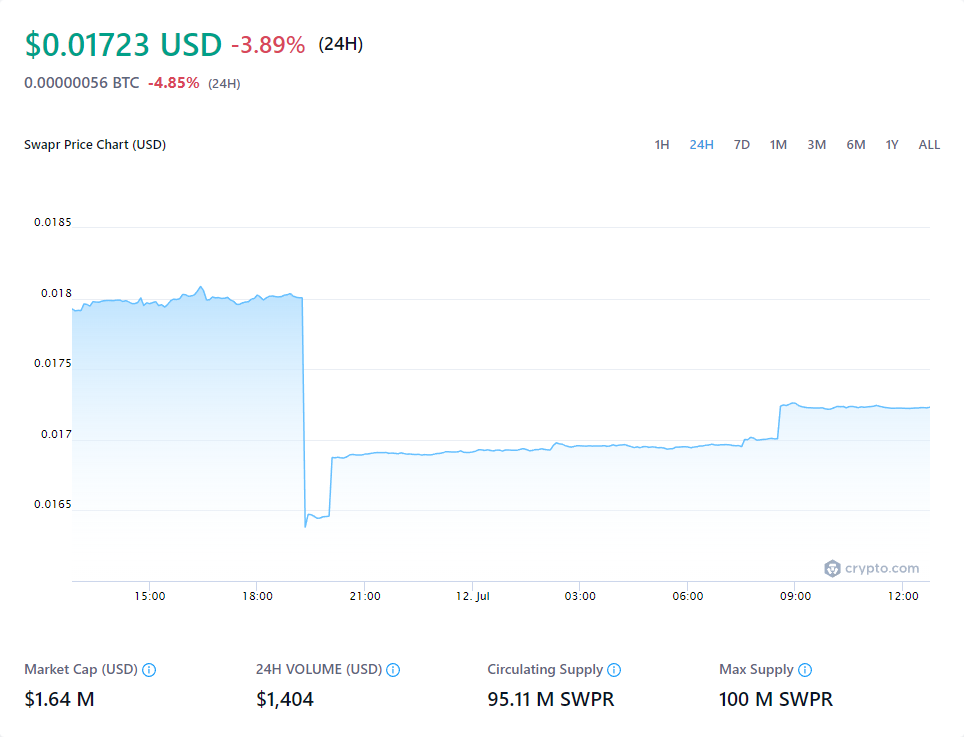 $0.01723 USD -3.89% (24H)
0.00000056 BTC -4.85% (24H)
Swapr Price Chart (USD) 1H 24H 7D 1M 3M 6M 1Y ALL
0.0185
0.018
0.0175
0.017
0.0165
crypto.com
15:00 18:00 21:00 12. Jul 03:00 06:00 09:00 12:00
Market Cap (USD) 24H VOLUME (USD) Circulating Supply Max Supply
$1.64 M $1,404 95.11 M SWPR 100 M SWPR